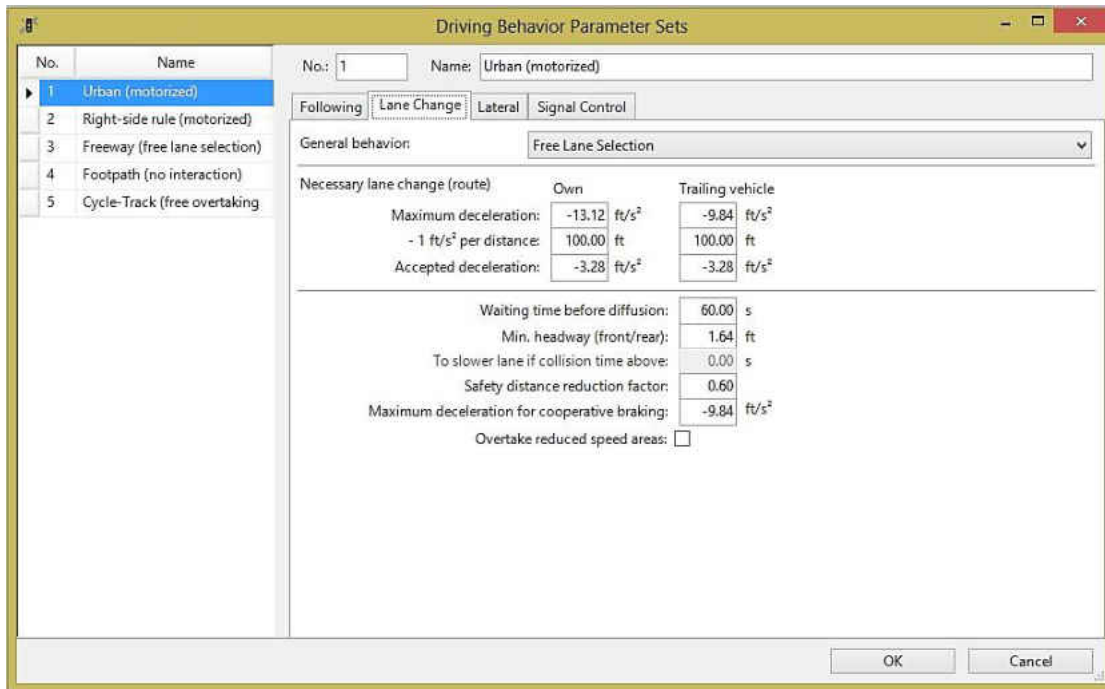 Driving Behavior Parameter Sets
No. Name
1 Urban (motorized)
2 Right-side rule (motorized)
3 Freeway (free lane selection)
4 Footpath (no interaction)
5 Cycle-Track (free overtaking
No.: 1 Name: Urban (motorized)
Following Lane Change Lateral Signal Control
General behavior: Free Lane Selection
Necessary lane change (route) Own Trailing vehicle
Maximum deceleration: -13.12 ft/s² -9.84 ft/s²
- 1 ft/s² per distance: 100.00 ft 100.00 ft
Accepted deceleration: -3.28 ft/s² -3.28 ft/s²
Waiting time before diffusion: 60.00 s
Min. headway (front/rear): 1.64 ft
To slower lane if collision time above: 0.00 s
Safety distance reduction factor: 0.60
Maximum deceleration for cooperative braking: -9.84 ft/s²
Overtake reduced speed areas:
OK Cancel